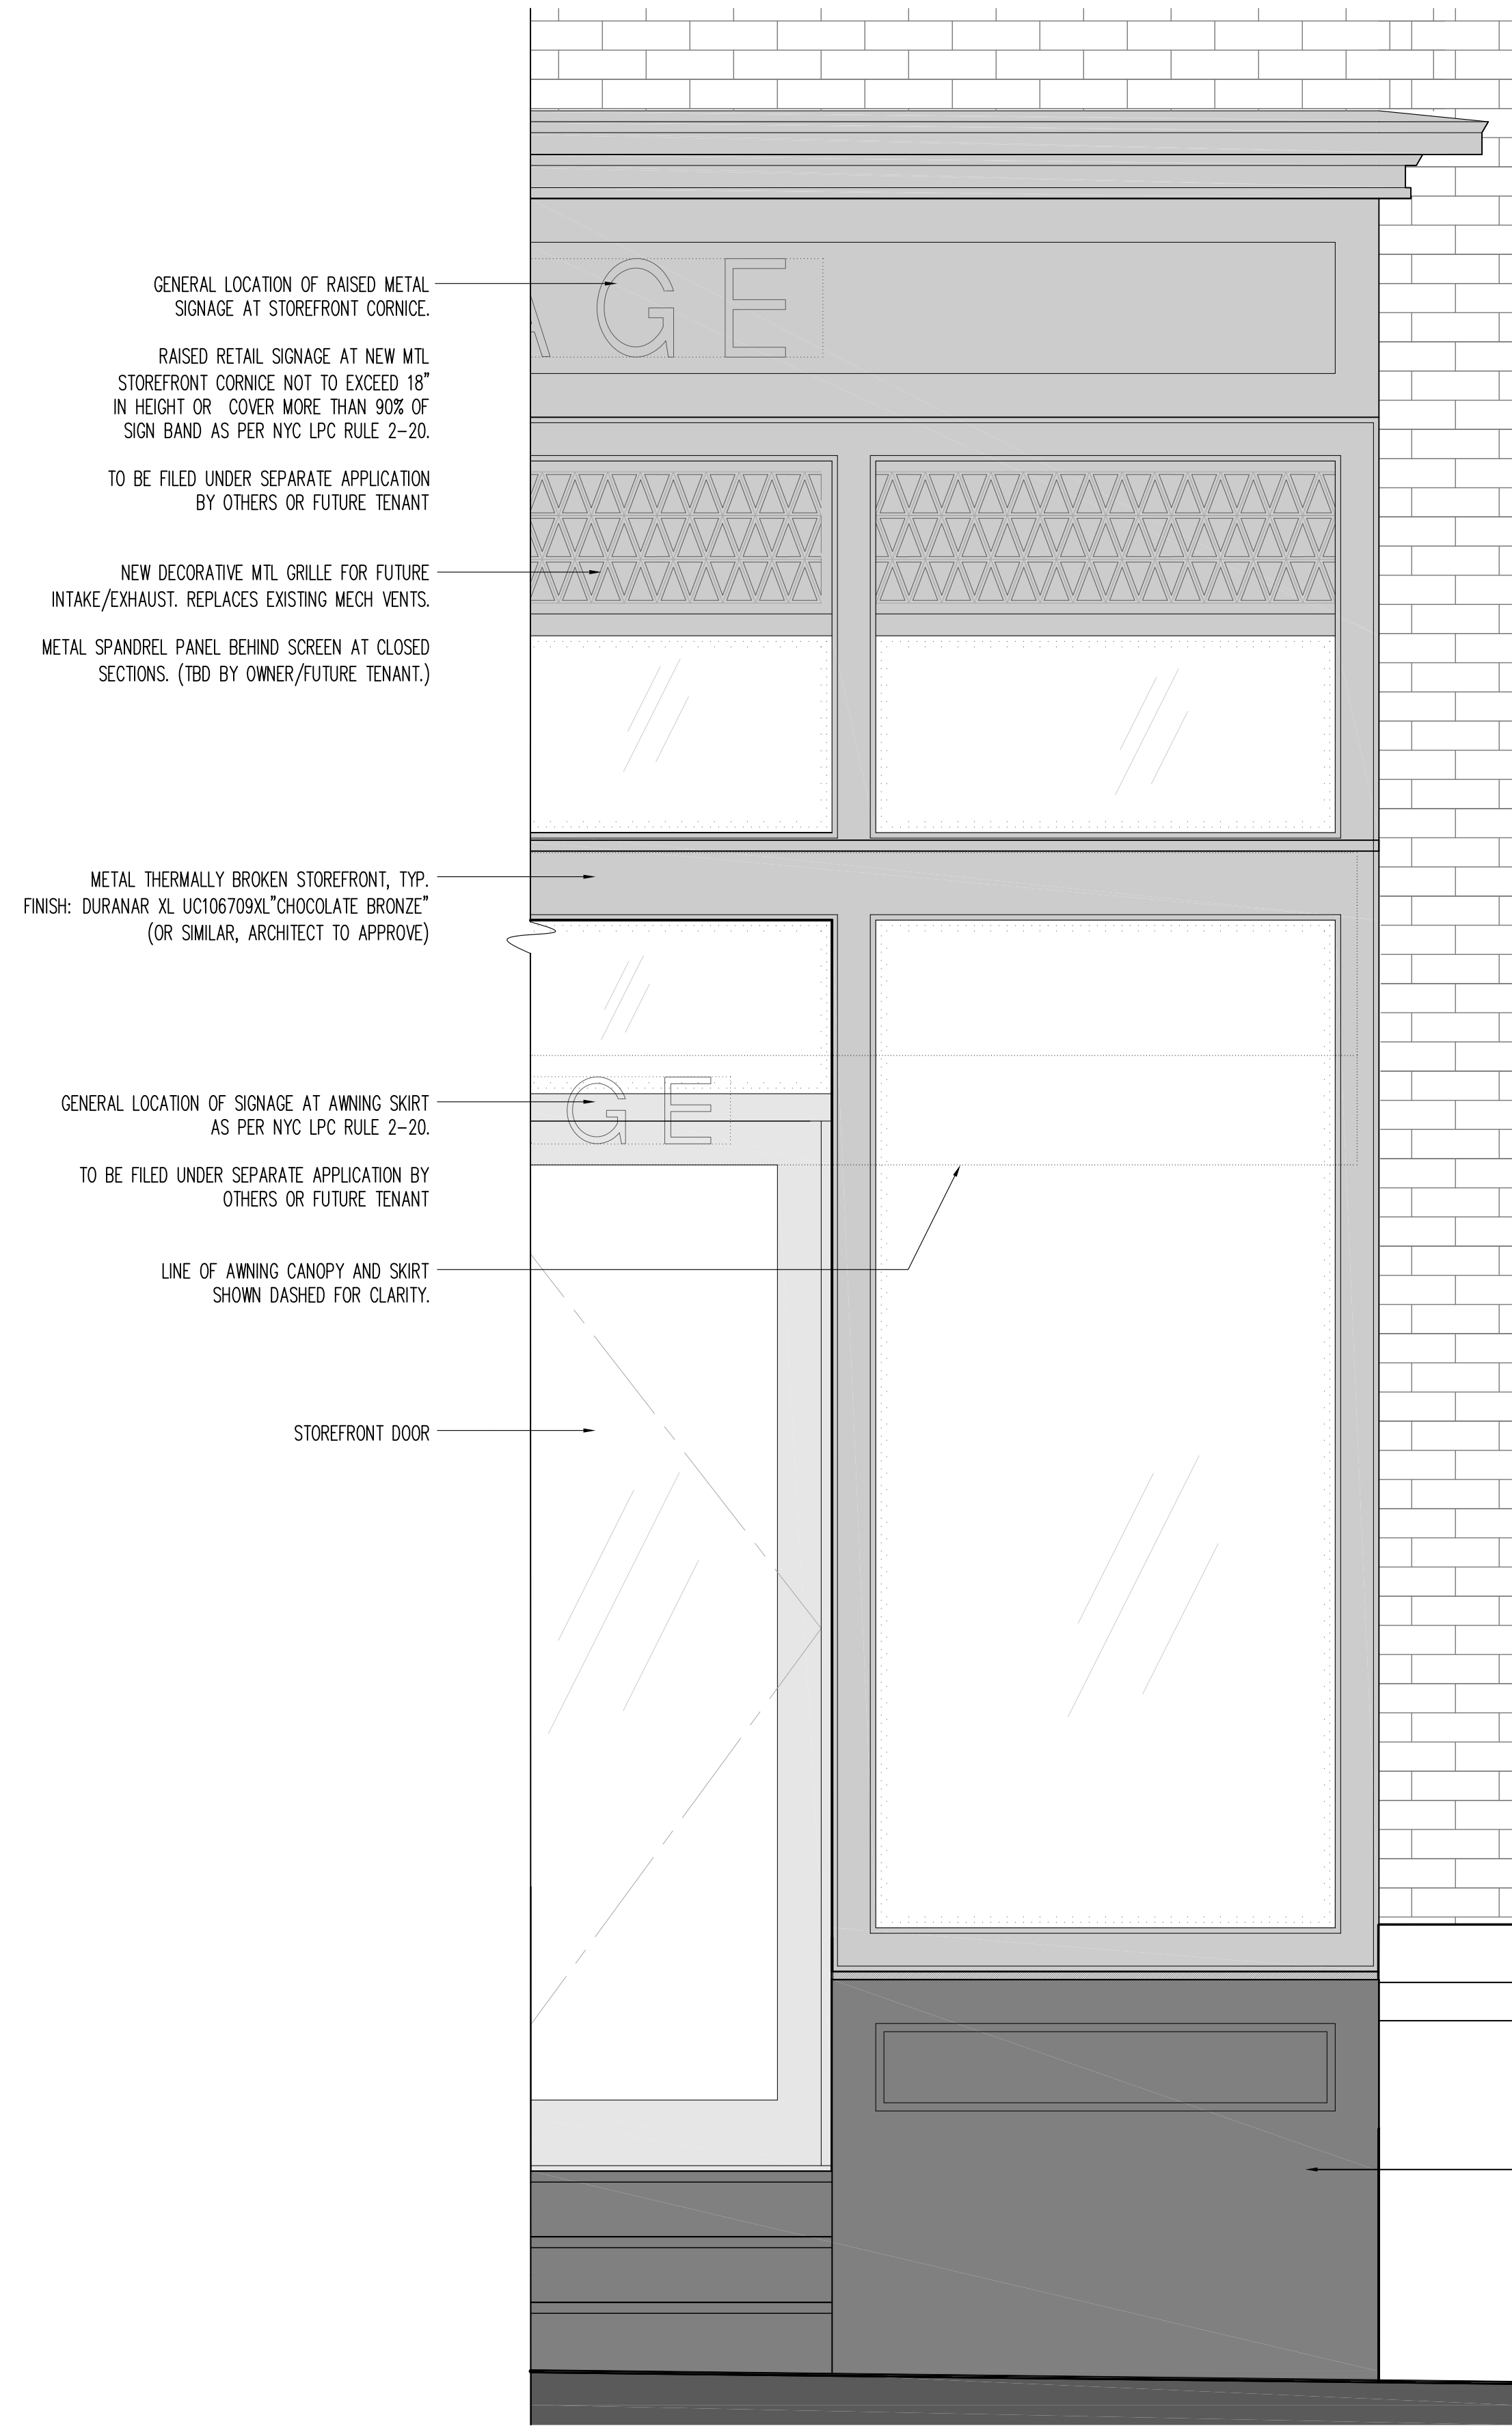 GENERAL LOCATION OF RAISED METAL
SIGNAGE AT STOREFRONT CORNICE.
RAISED RETAIL SIGNAGE AT NEW MTL
STOREFRONT CORNICE NOT TO EXCEED 18"
IN HEIGHT OR COVER MORE THAN 90% OF
SIGN BAND AS PER NYC LPC RULE 2-20.
TO BE FILED UNDER SEPARATE APPLICATION
BY OTHERS OR FUTURE TENANT
AGE
NEW DECORATIVE MTL GRILLE FOR FUTURE
INTAKE/EXHAUST. REPLACES EXISTING MECH VENTS.
METAL SPANDREL PANEL BEHIND SCREEN AT CLOSED
SECTIONS. (TBD BY OWNER/FUTURE TENANT.)
METAL THERMALLY BROKEN STOREFRONT, TYP.
FINISH: DURANAR XL UC106709XL"CHOCOLATE BRONZE"
(OR SIMILAR, ARCHITECT TO APPROVE)
GENERAL LOCATION OF SIGNAGE AT AWNING SKIRT
AS PER NYC LPC RULE 2-20.
TO BE FILED UNDER SEPARATE APPLICATION BY
OTHERS OR FUTURE TENANT
GE
LINE OF AWNING CANOPY AND SKIRT
SHOWN DASHED FOR CLARITY.
STOREFRONT DOOR